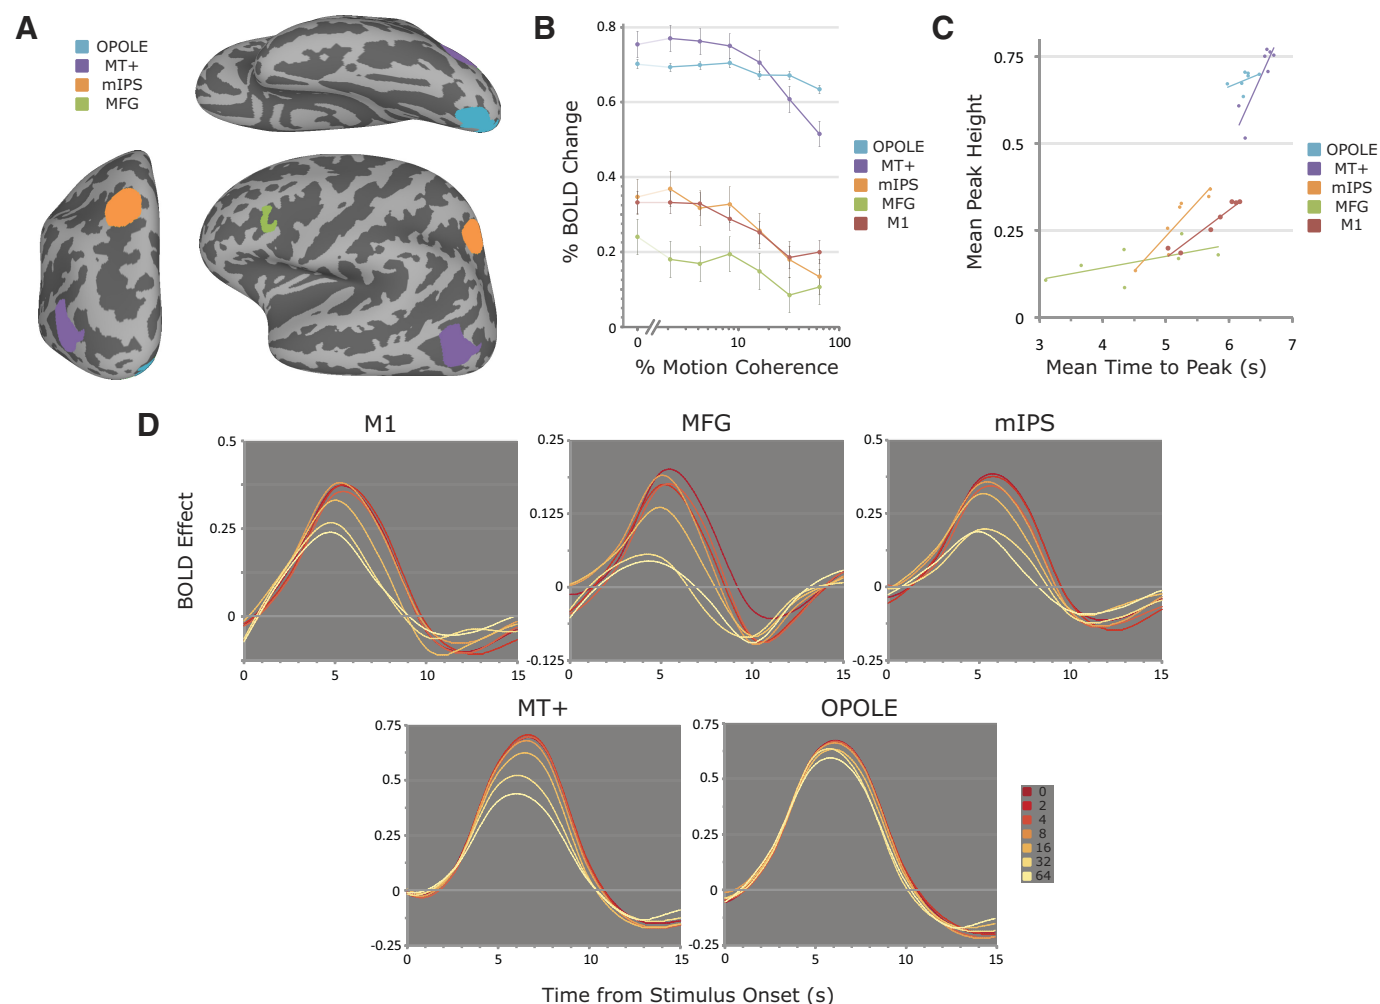 A
OPOLE
MT+
mIPS
MFG
B
% BOLD Change
0.8
0.6
0.4
0.2
0
0
10
100
% Motion Coherence
OPOLE
MT+
mIPS
MFG
M1
C
Mean Peak Height
0.75
0.5
0.25
0
3
4
5
6
7
Mean Time to Peak (s)
OPOLE
MT+
mIPS
MFG
M1
D
M1
BOLD Effect
0.5
0.25
0
0
5
10
15
MFG
0.25
0.125
0
-0.125
0
5
10
15
mIPS
0.5
0.25
0
-0.25
0
5
10
15
MT+
0.75
0.5
0.25
0
-0.25
0
5
10
15
OPOLE
0.75
0.5
0.25
0
-0.25
0
5
10
15
0
2
4
8
16
32
64
Time from Stimulus Onset (s)